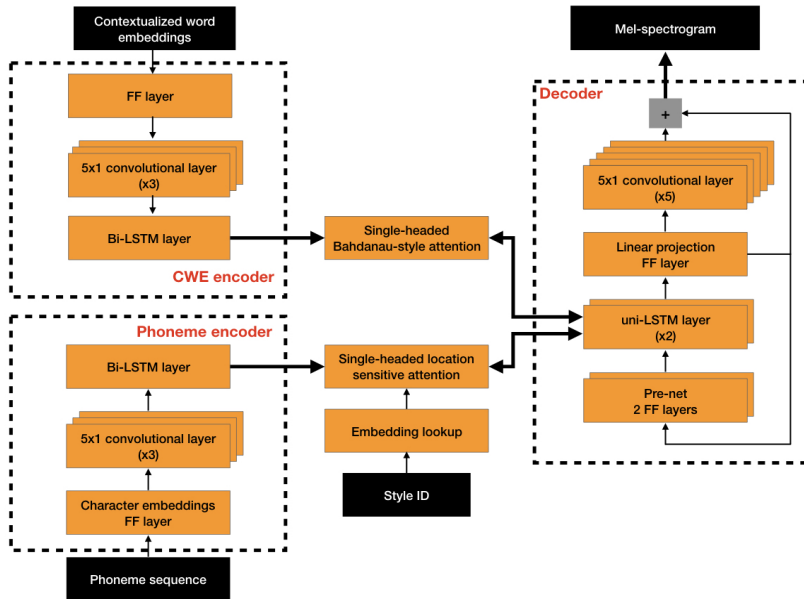 Contextualized word
embeddings
FF layer
5x1 convolutional layer
(x3)
Bi-LSTM layer
CWE encoder
Single-headed
Bahdanau-style attention
Phoneme encoder
Bi-LSTM layer
5x1 convolutional layer
(x3)
Character embeddings
FF layer
Phoneme sequence
Single-headed location
sensitive attention
Embedding lookup
Style ID
Mel-spectrogram
Decoder
+
5x1 convolutional layer
(x5)
Linear projection
FF layer
uni-LSTM layer
(x2)
Pre-net
2 FF layers